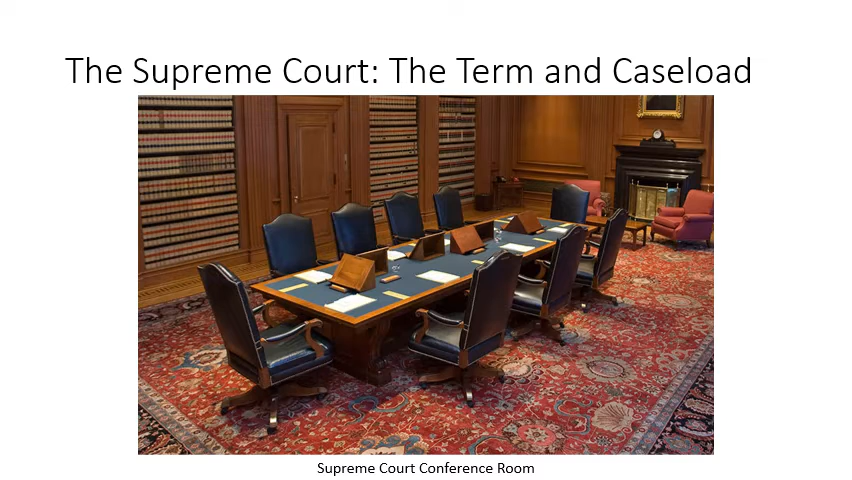 The Supreme Court: The Term and Caseload
Supreme Court Conference Room